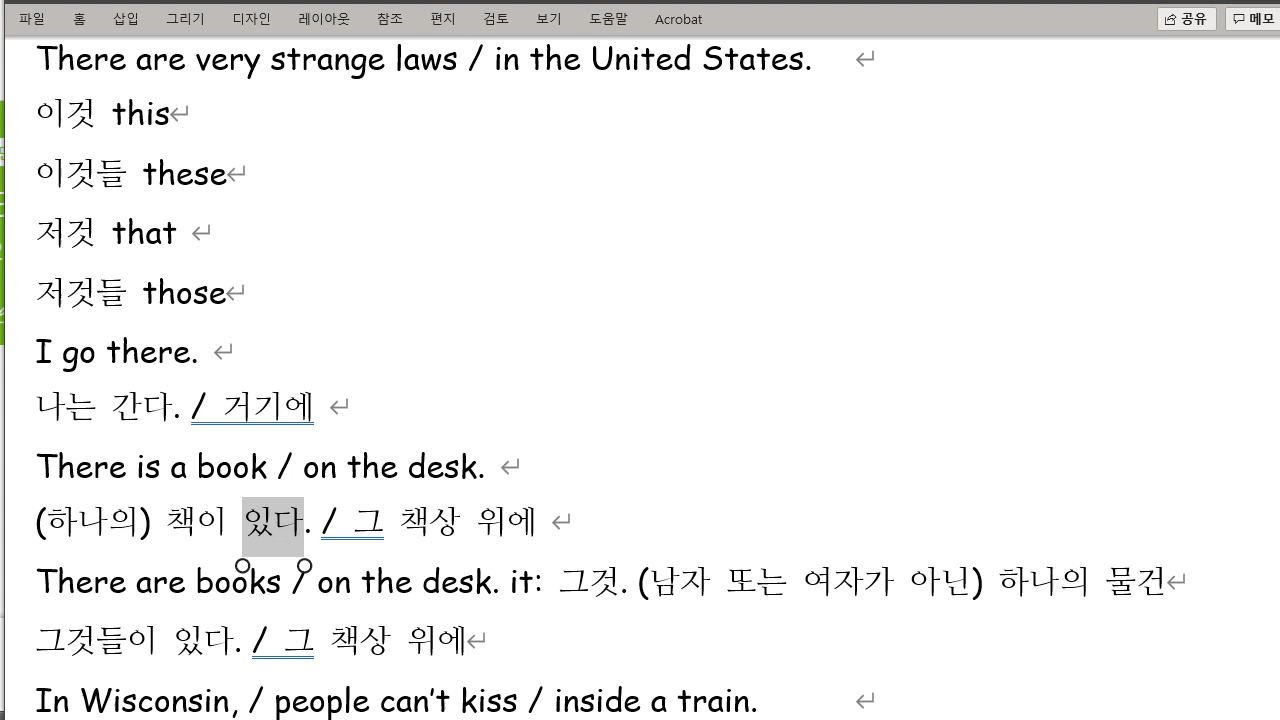 파일 홈 삽입 그리기 디자인 레이아웃 참조 편지 검토 보기 도움말 Acrobat 공유 메모
There are very strange laws / in the United States.
이것 this
이것들 these
저것 that
저것들 those
I go there.
나는 간다. / 거기에
There is a book / on the desk.
(하나의) 책이 있다. / 그 책상 위에
There are books / on the desk. it: 그것. (남자 또는 여자가 아닌) 하나의 물건
그것들이 있다. / 그 책상 위에
In Wisconsin, / people can't kiss / inside a train.